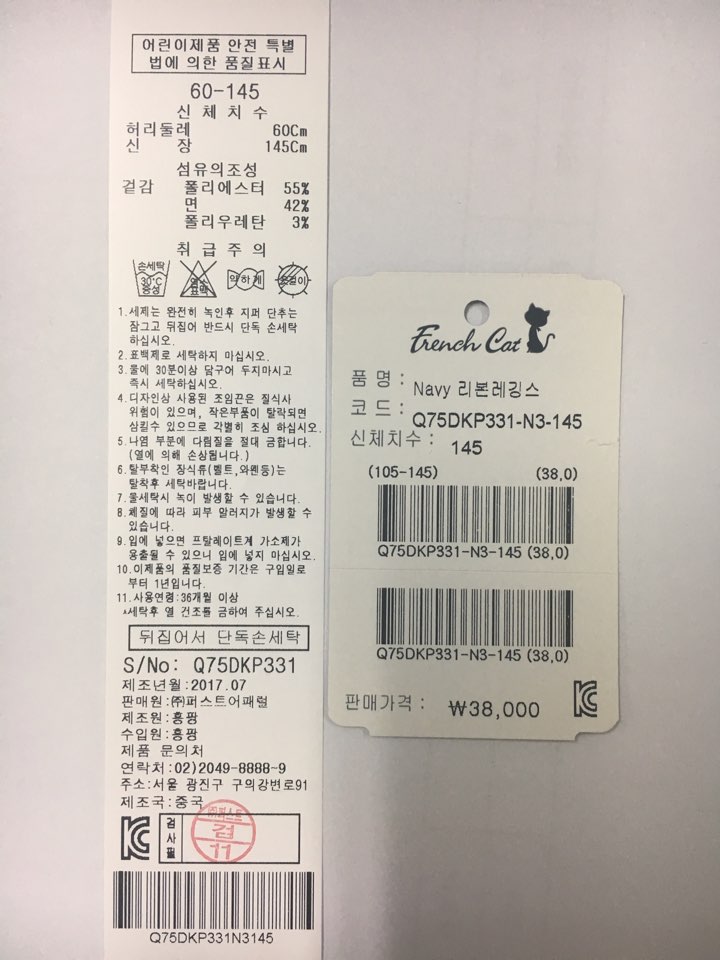 어린이제품 안전 특별
법에 의한 품질표시
60-145
신 체 치 수
허리둘레 60Cm
신 장 145Cm
섬유의조성
겉감 폴리에스터 55%
면 42%
폴리우레탄 3%
취 급 주 의
손세탁
30°C
중성
염소
표백
약하게
옷걸이
1.세제는 완전히 녹인후 지퍼 단추는
잠그고 뒤집어 반드시 단독 손세탁
하십시오.
2.표백제로 세탁하지 마십시오.
3.물에 30분이상 담구어 두지마시고
즉시 세탁하십시오.
4.디자인상 사용된 조임끈은 질식사
위험이 있으며, 작은부품이 탈락되면
삼킬수 있으므로 각별히 조심 하십시오.
5.나염 부분에 다림질을 절대 금합니다.
(열에 의해 손상됩니다.)
6.탈부착인 장식류(벨트,와펜등)는
탈착후 세탁바랍니다.
7.물세탁시 녹이 발생할 수 있습니다.
8.체질에 따라 피부 알러지가 발생할 수
있습니다.
9.입에 넣으면 프탈레이트계 가소제가
용출될 수 있으니 입에 넣지 마십시오.
10.이제품의 품질보증 기간은 구입일로
부터 1년입니다.
11.사용연령:36개월 이상
*세탁후 열 건조를 금하여 주십시오.
뒤집어서 단독손세탁
S/No: Q75DKP331
제조년월:2017.07
판매원:㈜퍼스트어패럴
제조원:흥팡
수입원:흥팡
제품 문의처
연락처:02)2049-8888~9
주소:서울 광진구 구의강변로91
제조국:중국
검사필
㈜퍼스트
검
11
Q75DKP331N3145
French Cat
품 명 : Navy 리본레깅스
코 드 : Q75DKP331-N3-145
신체치수 : 145
(105-145) (38,0)
Q75DKP331-N3-145 (38,0)
Q75DKP331-N3-145 (38,0)
판매가격 : ₩38,000